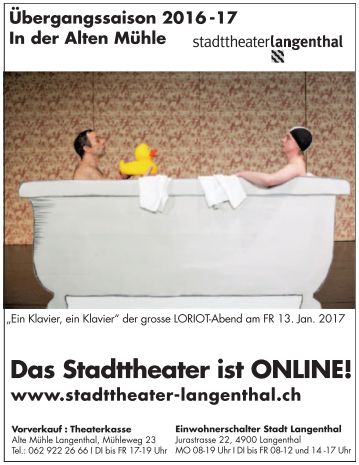 Übergangssaison 2016-17
In der Alten Mühle
stadttheaterlangenthal
„Ein Klavier, ein Klavier“ der grosse LORIOT-Abend am FR 13. Jan. 2017
Das Stadttheater ist ONLINE!
www.stadttheater-langenthal.ch
Vorverkauf : Theaterkasse
Alte Mühle Langenthal, Mühleweg 23
Tel.: 062 922 26 66 I DI bis FR 17-19 Uhr
Einwohnerschalter Stadt Langenthal
Jurastrasse 22, 4900 Langenthal
MO 08-19 Uhr I DI bis FR 08-12 und 14 -17 Uhr